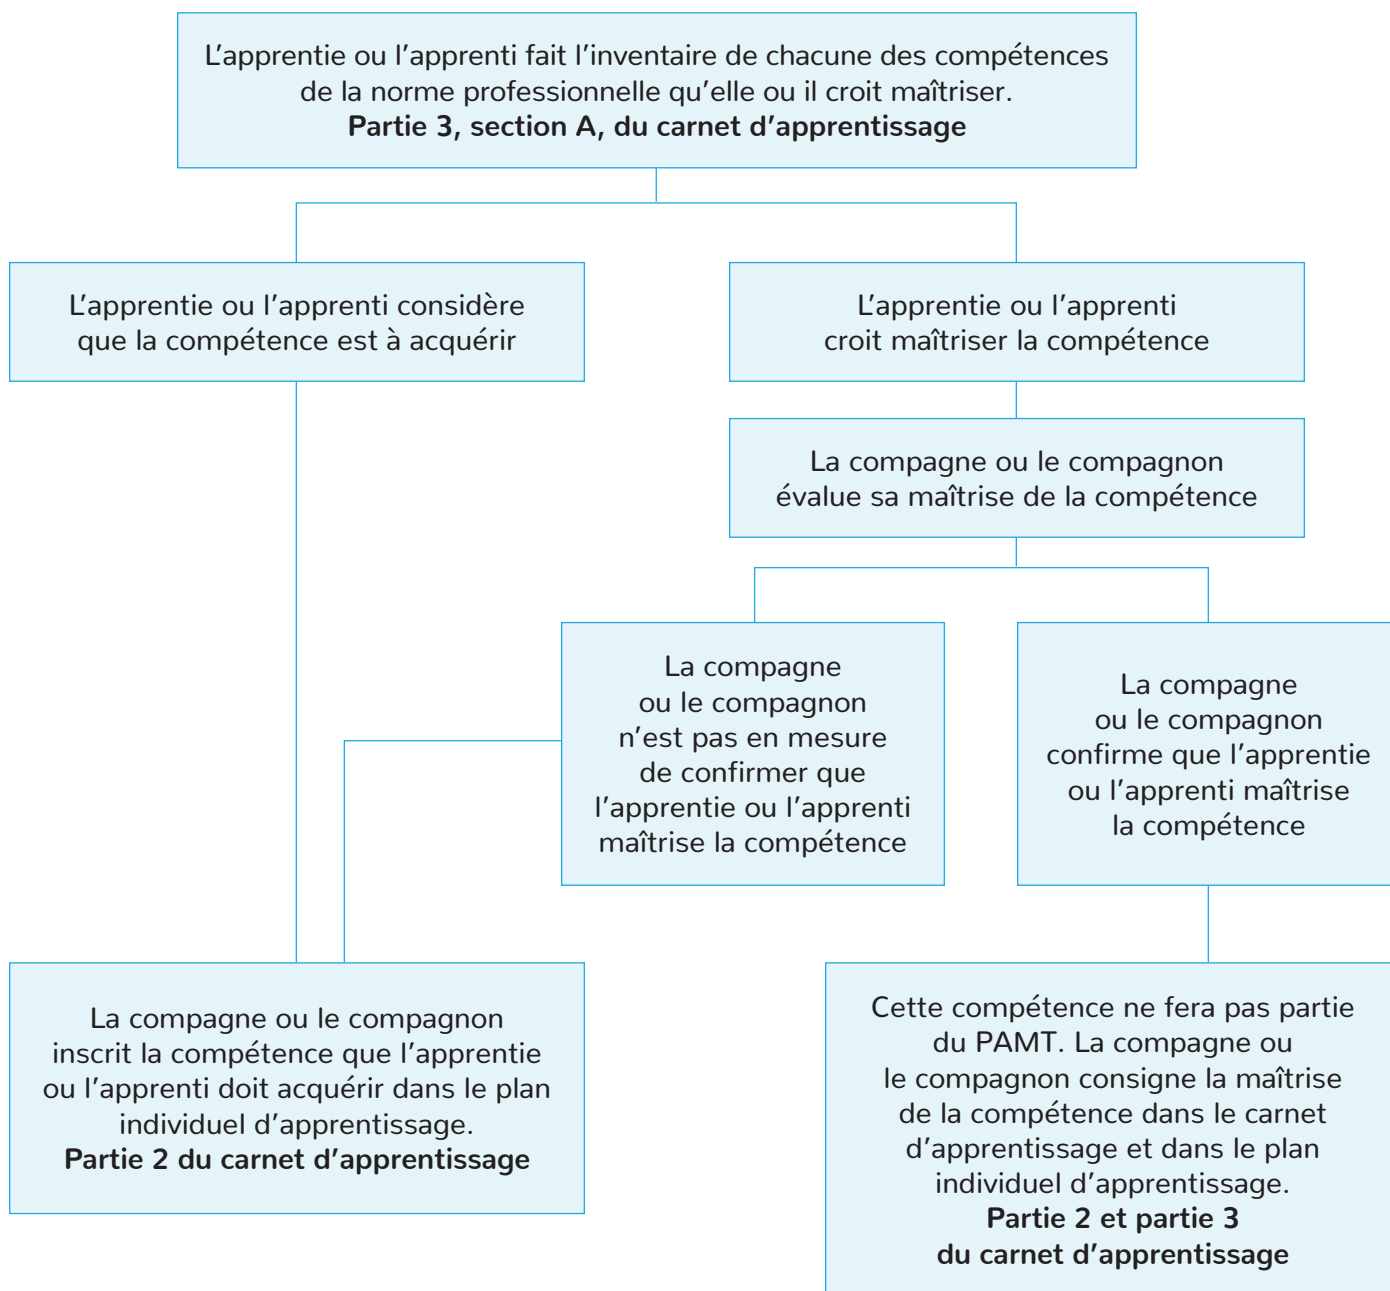 L'apprentie ou l'apprenti fait l'inventaire de chacune des compétences
de la norme professionnelle qu'elle ou il croit maîtriser.
Partie 3, section A, du carnet d'apprentissage
L'apprentie ou l'apprenti considère
que la compétence est à acquérir
L'apprentie ou l'apprenti
croit maîtriser la compétence
La compagne ou le compagnon
évalue sa maîtrise de la compétence
La compagne
ou le compagnon
n'est pas en mesure
de confirmer que
l'apprentie ou l'apprenti
maîtrise la compétence
La compagne
ou le compagnon
confirme que l'apprentie
ou l'apprenti maîtrise
la compétence
La compagne ou le compagnon
inscrit la compétence que l'apprentie
ou l'apprenti doit acquérir dans le plan
individuel d'apprentissage.
Partie 2 du carnet d'apprentissage
Cette compétence ne fera pas partie
du PAMT. La compagne ou
le compagnon consigne la maîtrise
de la compétence dans le carnet
d'apprentissage et dans le plan
individuel d'apprentissage.
Partie 2 et partie 3
du carnet d'apprentissage